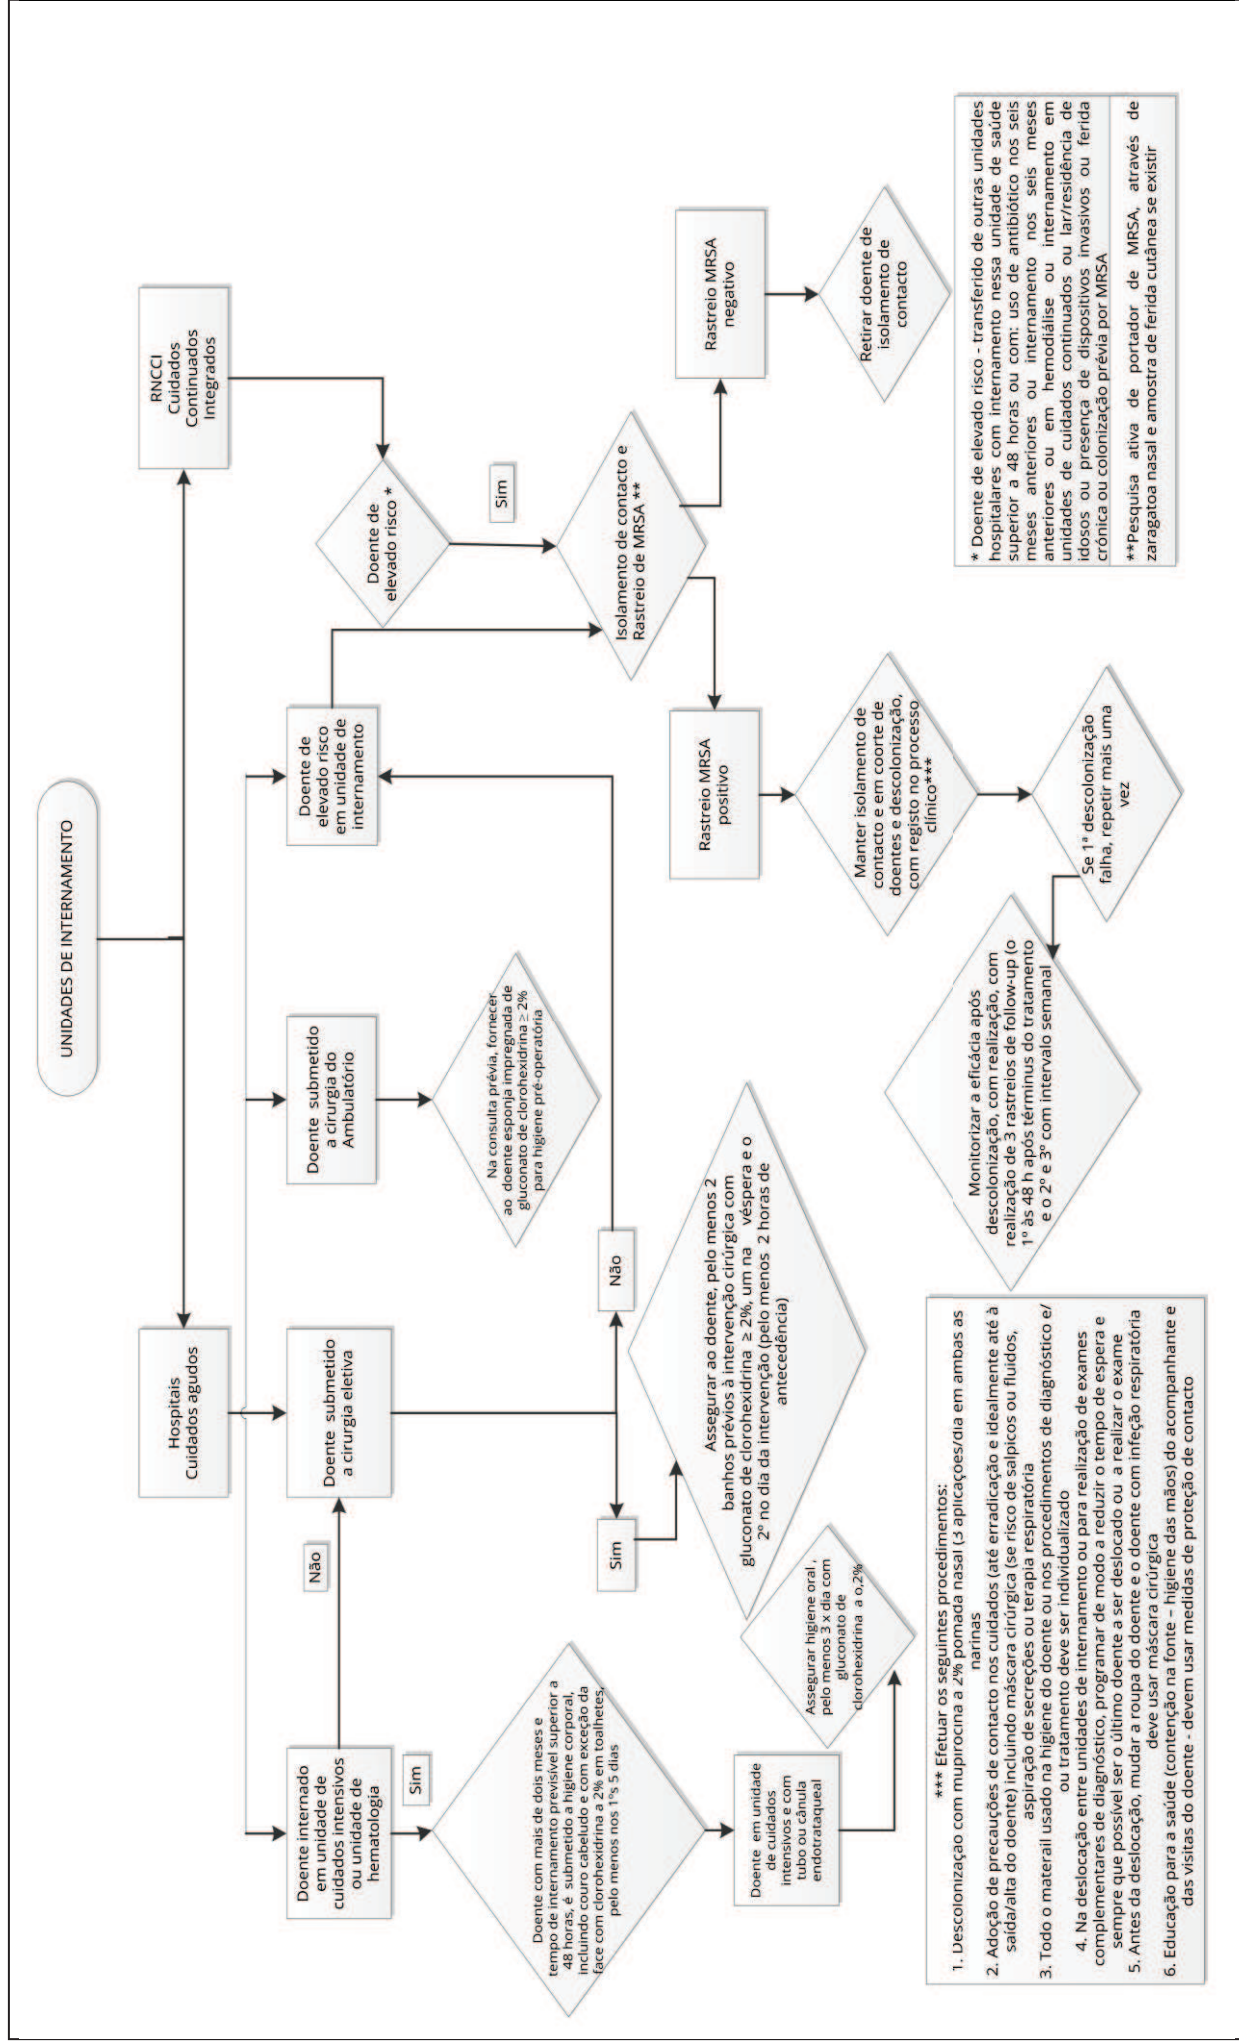 UNIDADES DE INTERNAMENTO
Hospitais
Cuidados agudos
RNCCI
Cuidados
Continuados
Integrados
Doente internado
em unidade de
cuidados intensivos
ou unidade de
hematologia
Não
Doente submetido
a cirurgia eletiva
Doente submetido
a cirurgia do
Ambulatório
Doente de
elevado risco
em unidade de
internamento
Doente de
elevado risco *
Sim
Sim
Doente com mais de dois meses e
tempo de internamento previsível superior a
48 horas, é submetido a higiene corporal,
incluindo couro cabeludo e com exceção da
face com clorohexidrina a 2% em toalhetes,
pelo menos nos 1ºs 5 dias
Na consulta prévia, fornecer
ao doente esponja impregnada de
gluconato de clorohexidrina ≥ 2%
para higiene pré-operatória
Isolamento de contacto e
Rastreio de MRSA **
Sim
Não
Assegurar ao doente, pelo menos 2
banhos prévios à intervenção cirúrgica com
gluconato de clorohexidrina ≥ 2%, um na véspera e o
2º no dia da intervenção (pelo menos 2 horas de
antecedência)
Rastreio MRSA
positivo
Rastreio MRSA
negativo
Doente em unidade
de cuidados
intensivos e com
tubo ou cânula
endotrataqueal
Assegurar higiene oral ,
pelo menos 3 x dia com
gluconato de
clorohexidrina a 0,2%
Manter isolamento de
contacto e em coorte de
doentes e descolonização,
com registo no processo
clínico***
Retirar doente de
isolamento de
contacto
Se 1ª descolonização
falha, repetir mais uma
vez
Monitorizar a eficácia após
descolonização, com realização, com
realização de 3 rastreios de follow-up (o
1º às 48 h após términus do tratamento
e o 2º e 3º com intervalo semanal
*** Efetuar os seguintes procedimentos:
1. Descolonização com mupirocina a 2% pomada nasal (3 aplicações/dia em ambas as
narinas
2. Adoção de precauções de contacto nos cuidados (até erradicação e idealmente até à
saída/alta do doente) incluindo máscara cirúrgica (se risco de salpicos ou fluidos,
aspiração de secreções ou terapia respiratória
3. Todo o materail usado na higiene do doente ou nos procedimentos de diagnóstico e/
ou tratamento deve ser individualizado
4. Na deslocação entre unidades de internamento ou para realização de exames
complementares de diagnóstico, programar de modo a reduzir o tempo de espera e
sempre que possível ser o último doente a ser deslocado ou a realizar o exame
5. Antes da deslocação, mudar a roupa do doente e o doente com infeção respiratória
deve usar máscara cirúrgica
6. Educação para a saúde (contenção na fonte – higiene das mãos) do acompanhante e
das visitas do doente - devem usar medidas de proteção de contacto
* Doente de elevado risco - transferido de outras unidades
hospitalares com internamento nessa unidade de saúde
superior a 48 horas ou com: uso de antibiótico nos seis
meses anteriores ou internamento nos seis meses
anteriores ou em hemodiálise ou internamento em
unidades de cuidados continuados ou lar/residência de
idosos ou presença de dispositivos invasivos ou ferida
crónica ou colonização prévia por MRSA
**Pesquisa ativa de portador de MRSA, através de
zaragatoa nasal e amostra de ferida cutânea se existir